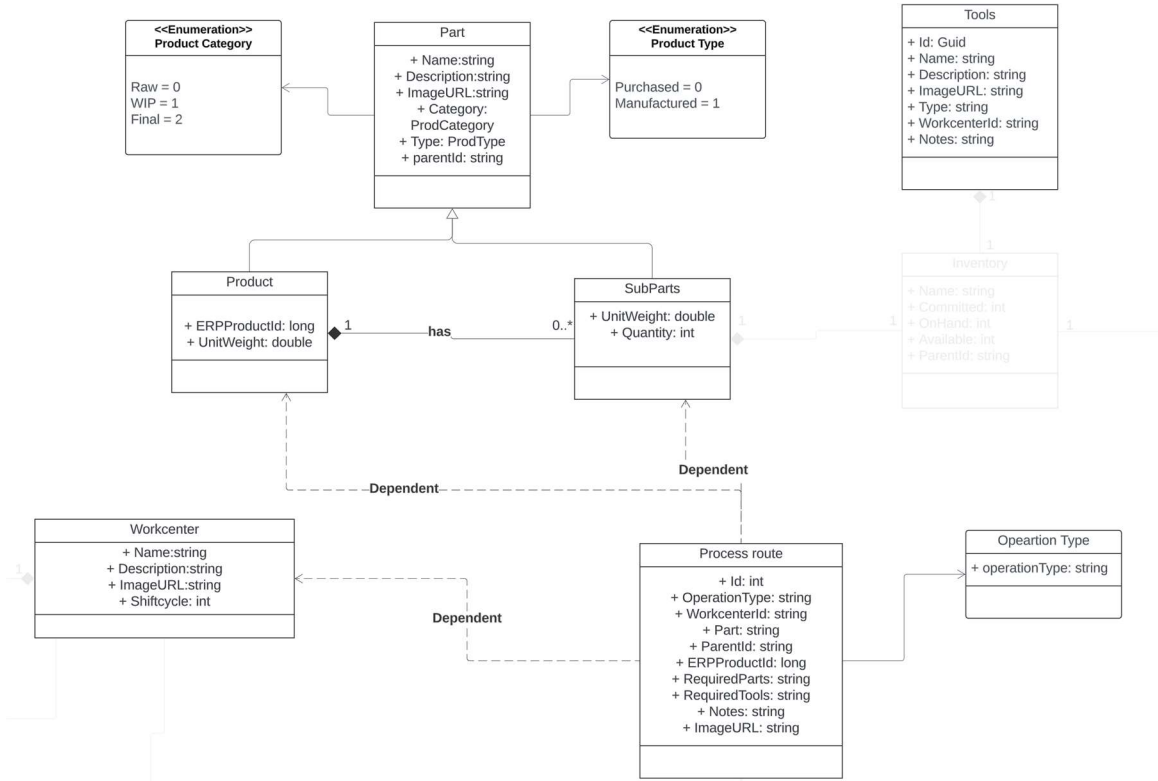 <<Enumeration>>
Product Category
Raw = 0
WIP = 1
Final = 2
Part
+ Name:string
+ Description:string
+ ImageURL:string
+ Category:
ProdCategory
+ Type: ProdType
+ parentId: string
<<Enumeration>>
Product Type
Purchased = 0
Manufactured = 1
Tools
+ Id: Guid
+ Name: string
+ Description: string
+ ImageURL: string
+ Type: string
+ WorkcenterId: string
+ Notes: string
1
1
Inventory
+ Name: string
+ Committed: int
+ OnHand: int
+ Available: int
+ ParentId: string
1
1
Product
+ ERPProductId: long
+ UnitWeight: double
1
has
0..*
SubParts
+ UnitWeight: double
+ Quantity: int
1
Dependent
Dependent
Workcenter
+ Name:string
+ Description:string
+ ImageURL:string
+ Shiftcycle: int
1
Dependent
Process route
+ Id: int
+ OperationType: string
+ WorkcenterId: string
+ Part: string
+ ParentId: string
+ ERPProductId: long
+ RequiredParts: string
+ RequiredTools: string
+ Notes: string
+ ImageURL: string
Opeartion Type
+ operationType: string